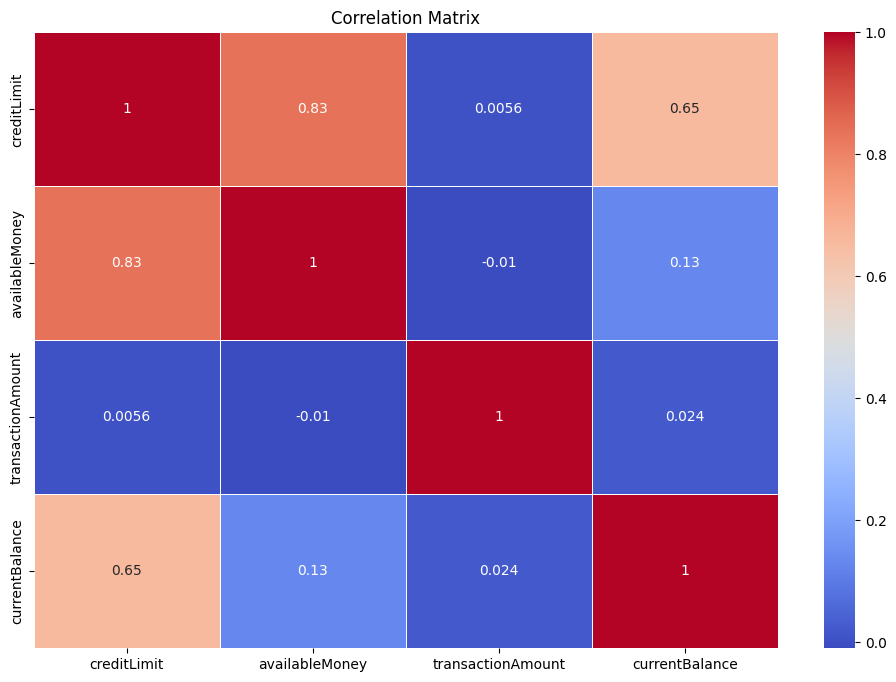 Correlation Matrix
creditLimit 1 0.83 0.0056 0.65
availableMoney 0.83 1 -0.01 0.13
transactionAmount 0.0056 -0.01 1 0.024
currentBalance 0.65 0.13 0.024 1
creditLimit availableMoney transactionAmount currentBalance
1.0
0.8
0.6
0.4
0.2
0.0